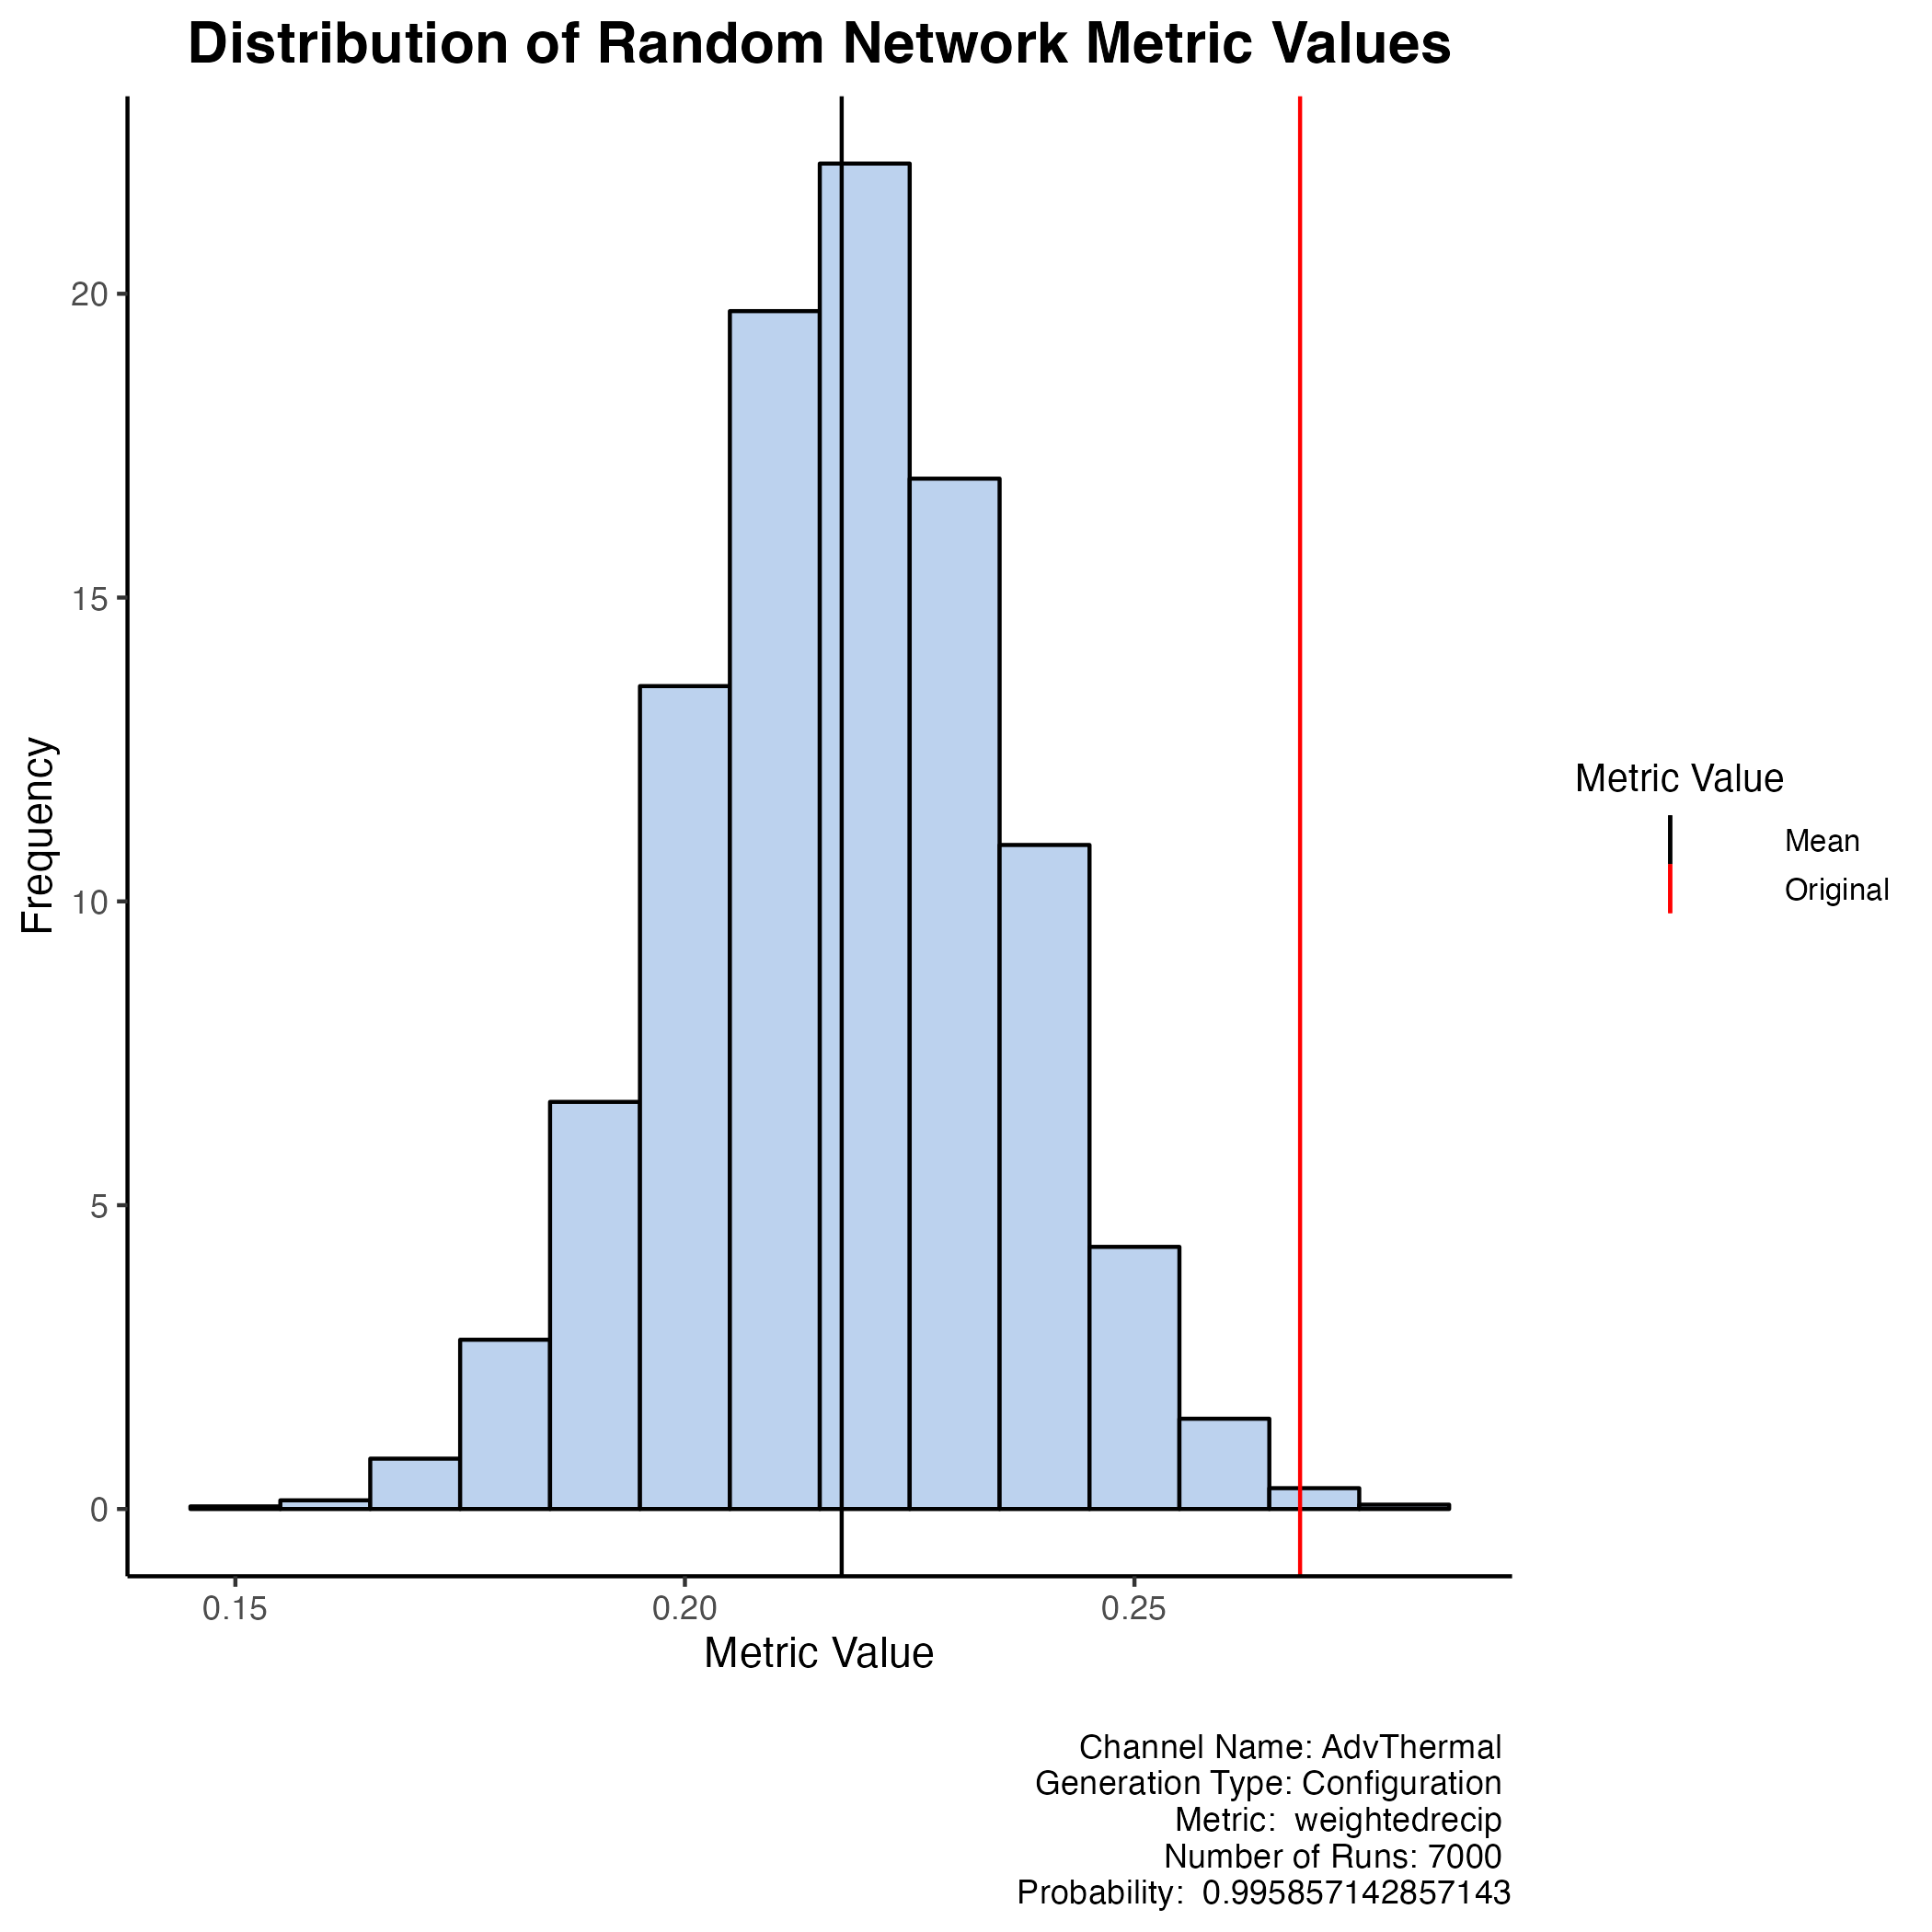 Distribution of Random Network Metric Values
Frequency
20
15
10
5
0
0.15 0.20 0.25
Metric Value
Metric Value
Mean
Original
Channel Name: AdvThermal
Generation Type: Configuration
Metric:  weightedrecip
Number of Runs: 7000
Probability:  0.995857142857143